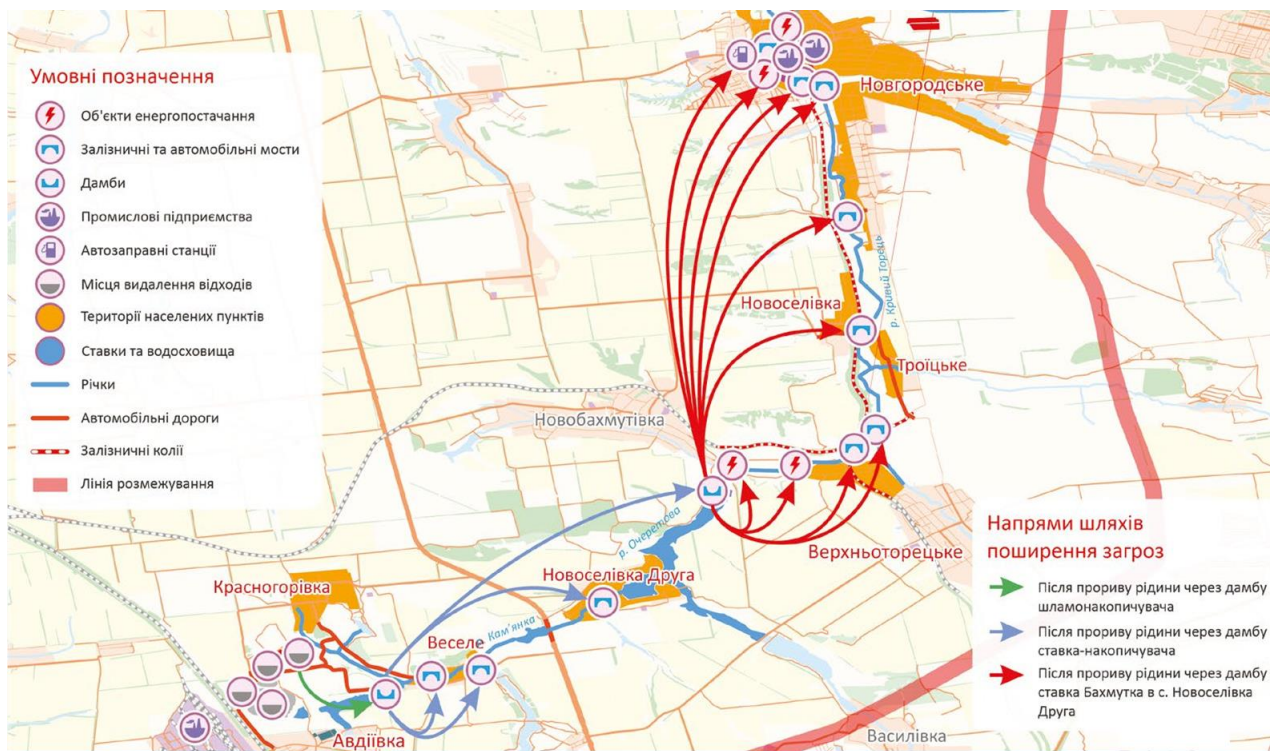 Умовні позначення
Об'єкти енергопостачання
Залізничні та автомобільні мости
Дамби
Промислові підприємства
Автозаправні станції
Місця видалення відходів
Території населених пунктів
Ставки та водосховища
Річки
Автомобільні дороги
Залізничні колії
Лінія розмежування
Новгородське
р. Кривий Торець
Новоселівка
Троїцьке
Новобахмутівка
р. Очеретова
Верхньоторецьке
Новоселівка Друга
Красногорівка
Кам'янка
Веселе
Авдіївка
Василівка
Напрями шляхів
поширення загроз
Після прориву рідини через дамбу
шламонакопичувача
Після прориву рідини через дамбу
ставка-накопичувача
Після прориву рідини через дамбу
ставка Бахмутка в с. Новоселівка
Друга